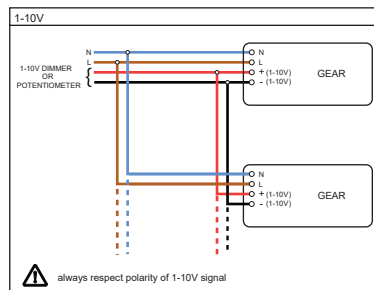 1-10V
N
L
1-10V DIMMER
OR
POTENTIOMETER
N
L
+ (1-10V)
- (1-10V)
GEAR
N
L
+ (1-10V)
- (1-10V)
GEAR
always respect polarity of 1-10V signal